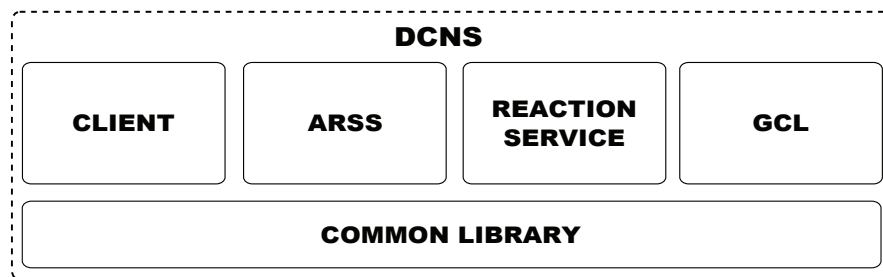 DCNS
CLIENT
ARSS
REACTION
SERVICE
GCL
COMMON LIBRARY